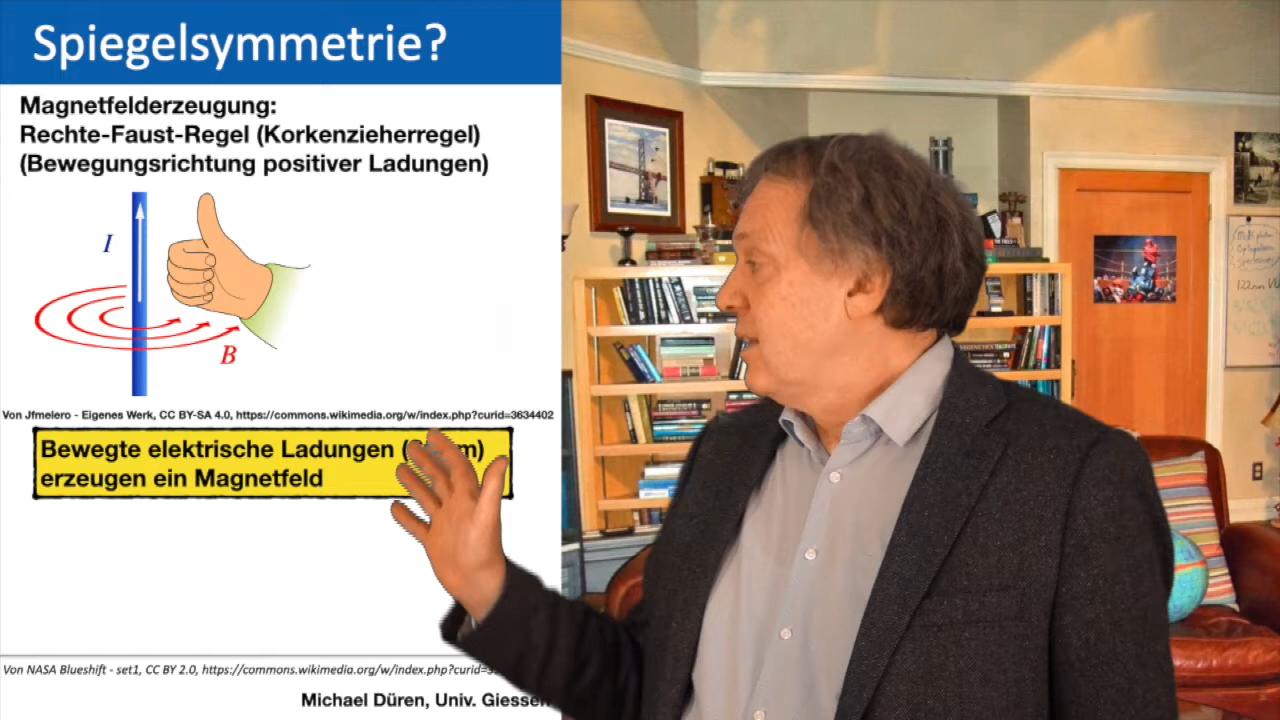 Spiegelsymmetrie?
Magnetfelderzeugung:
Rechte-Faust-Regel (Korkenzieherregel)
(Bewegungsrichtung positiver Ladungen)
I
B
Von Jfmelero - Eigenes Werk, CC BY-SA 4.0, https://commons.wikimedia.org/w/index.php?curid=3634402
Bewegte elektrische Ladungen
erzeugen ein Magnetfeld
Von NASA Blueshift - set1, CC BY 2.0, https://commons.wikimedia.org/w/index.php?curid=
Michael Düren, Univ. Giessen
122nm VU